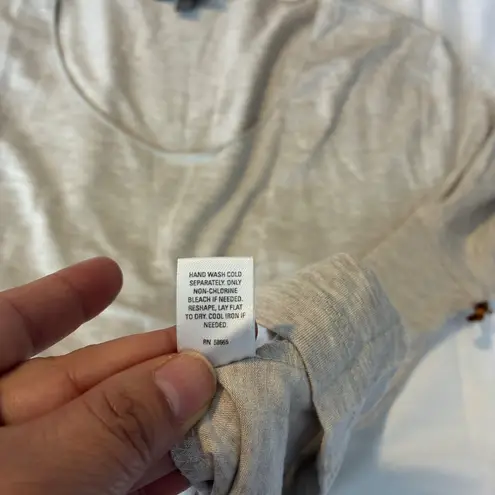 HAND WASH COLD
SEPARATELY. ONLY
NON-CHLORINE
BLEACH IF NEEDED.
RESHAPE, LAY FLAT
TO DRY. COOL IRON IF
NEEDED.
RN